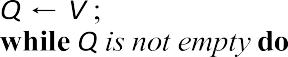 Q ← V ;
while Q is not empty do